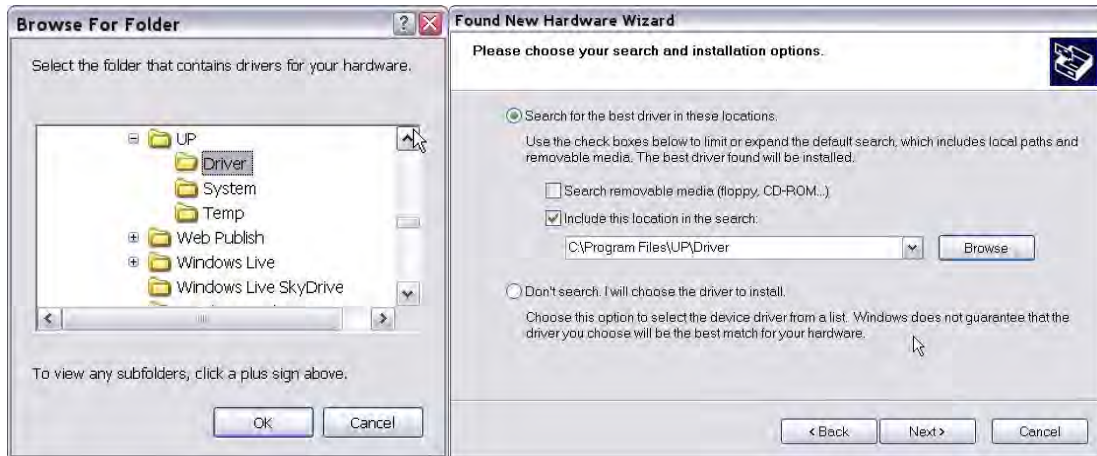 Browse For Folder
Select the folder that contains drivers for your hardware.
UP
Driver
System
Temp
Web Publish
Windows Live
Windows Live SkyDrive
To view any subfolders, click a plus sign above.
OK
Cancel
Found New Hardware Wizard
Please choose your search and installation options.
Search for the best driver in these locations.
Use the check boxes below to limit or expand the default search, which includes local paths and
removable media. The best driver found will be installed.
Search removable media (floppy, CD-ROM...)
Include this location in the search:
C:\Program Files\UP\Driver
Browse
Don't search. I will choose the driver to install.
Choose this option to select the device driver from a list. Windows does not guarantee that the
driver you choose will be the best match for your hardware.
< Back
Next >
Cancel